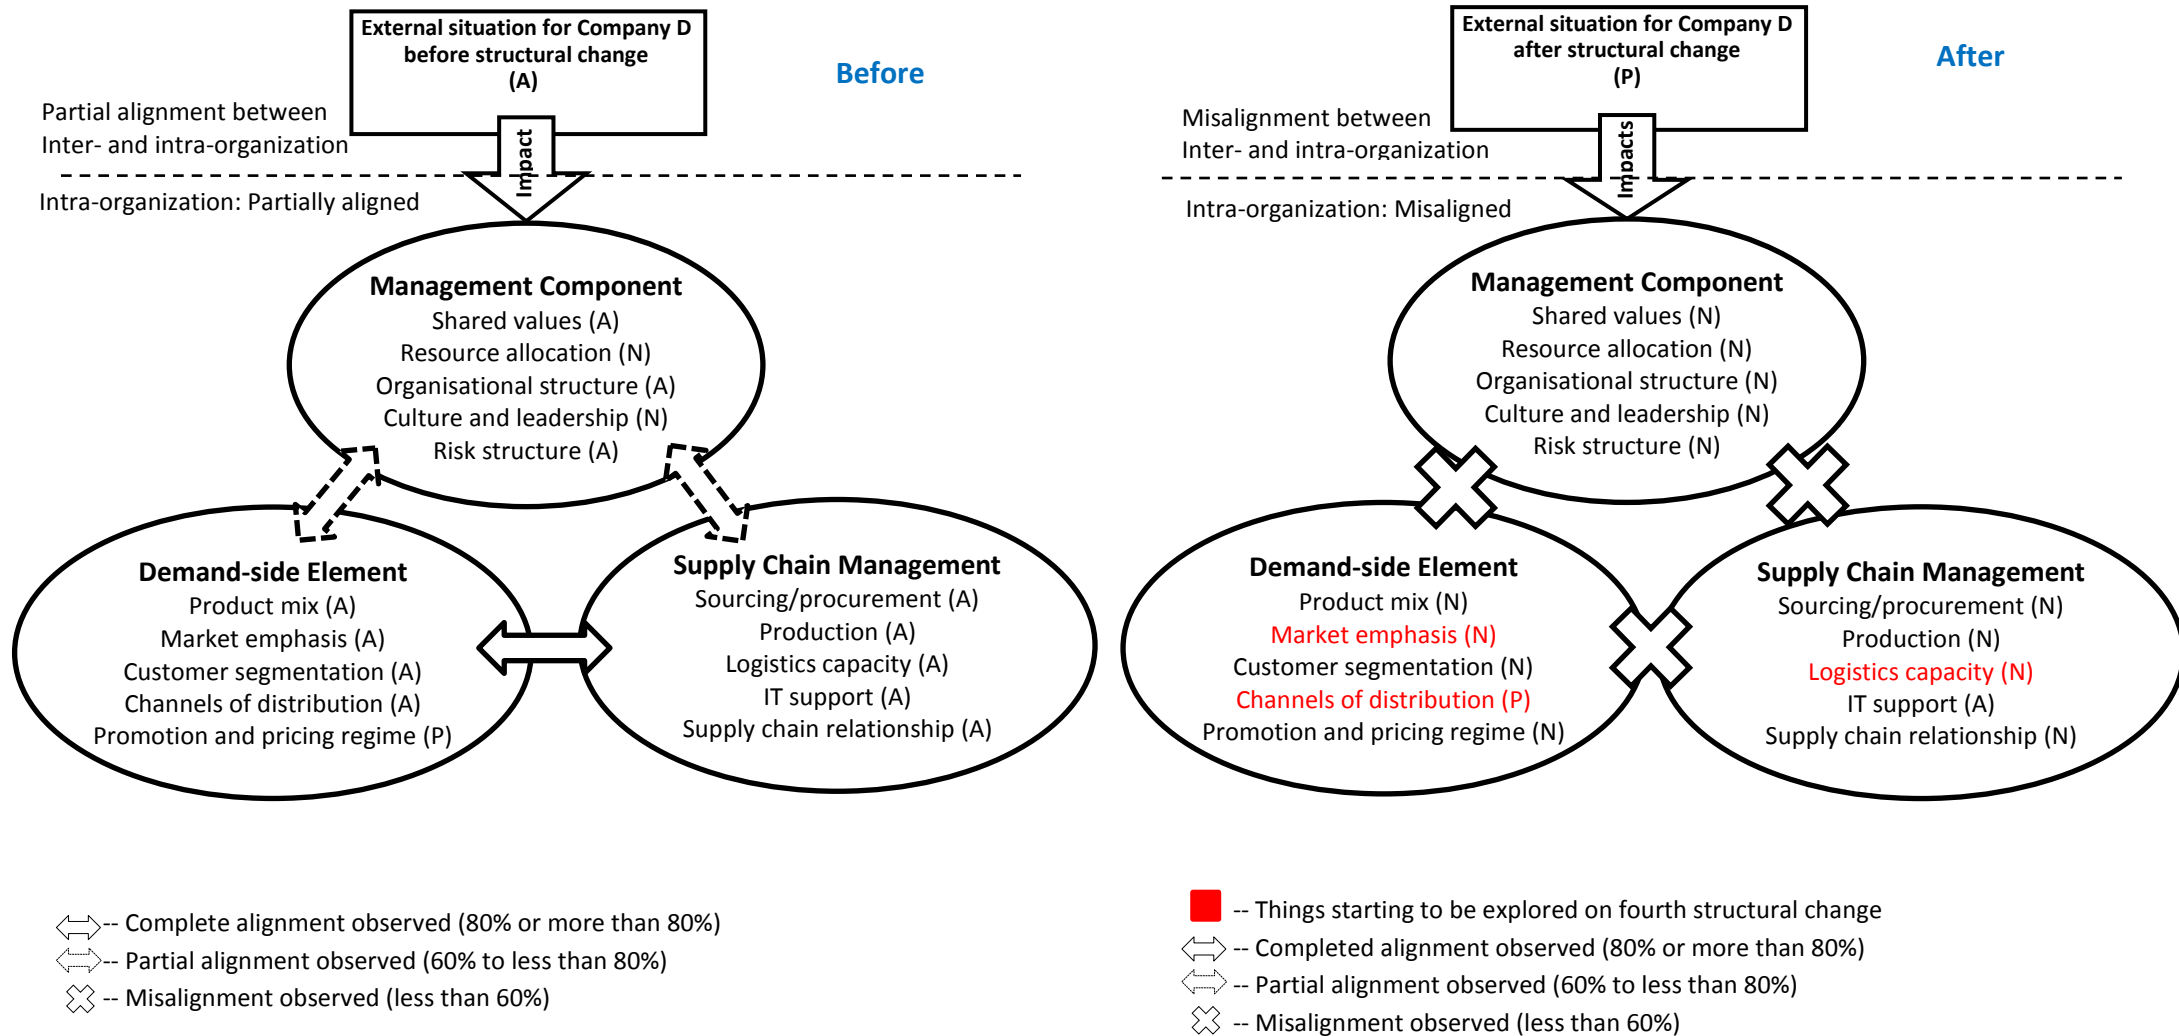 External situation for Company D
before structural change
(A)
Before
Partial alignment between
Inter- and intra-organization
Impact
Intra-organization: Partially aligned
Management Component
Shared values (A)
Resource allocation (N)
Organisational structure (A)
Culture and leadership (N)
Risk structure (A)
Demand-side Element
Product mix (A)
Market emphasis (A)
Customer segmentation (A)
Channels of distribution (A)
Promotion and pricing regime (P)
Supply Chain Management
Sourcing/procurement (A)
Production (A)
Logistics capacity (A)
IT support (A)
Supply chain relationship (A)
-- Complete alignment observed (80% or more than 80%)
-- Partial alignment observed (60% to less than 80%)
-- Misalignment observed (less than 60%)
External situation for Company D
after structural change
(P)
After
Misalignment between
Inter- and intra-organization
Impacts
Intra-organization: Misaligned
Management Component
Shared values (N)
Resource allocation (N)
Organisational structure (N)
Culture and leadership (N)
Risk structure (N)
Demand-side Element
Product mix (N)
Market emphasis (N)
Customer segmentation (N)
Channels of distribution (P)
Promotion and pricing regime (N)
Supply Chain Management
Sourcing/procurement (N)
Production (N)
Logistics capacity (N)
IT support (A)
Supply chain relationship (N)
-- Things starting to be explored on fourth structural change
-- Completed alignment observed (80% or more than 80%)
-- Partial alignment observed (60% to less than 80%)
-- Misalignment observed (less than 60%)